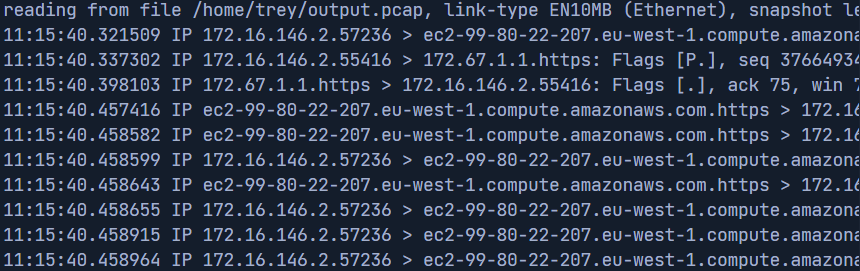 reading from file /home/trey/output.pcap, link-type EN10MB (Ethernet), snapshot le
11:15:40.321509 IP 172.16.146.2.57236 > ec2-99-80-22-207.eu-west-1.compute.amazona
11:15:40.337302 IP 172.16.146.2.55416 > 172.67.1.1.https: Flags [P.], seq 37664934
11:15:40.398103 IP 172.67.1.1.https > 172.16.146.2.55416: Flags [.], ack 75, win 7
11:15:40.457416 IP ec2-99-80-22-207.eu-west-1.compute.amazonaws.com.https > 172.16
11:15:40.458582 IP ec2-99-80-22-207.eu-west-1.compute.amazonaws.com.https > 172.16
11:15:40.458599 IP 172.16.146.2.57236 > ec2-99-80-22-207.eu-west-1.compute.amazona
11:15:40.458643 IP ec2-99-80-22-207.eu-west-1.compute.amazonaws.com.https > 172.16
11:15:40.458655 IP 172.16.146.2.57236 > ec2-99-80-22-207.eu-west-1.compute.amazona
11:15:40.458915 IP 172.16.146.2.57236 > ec2-99-80-22-207.eu-west-1.compute.amazona
11:15:40.458964 IP 172.16.146.2.57236 > ec2-99-80-22-207.eu-west-1.compute.amazona